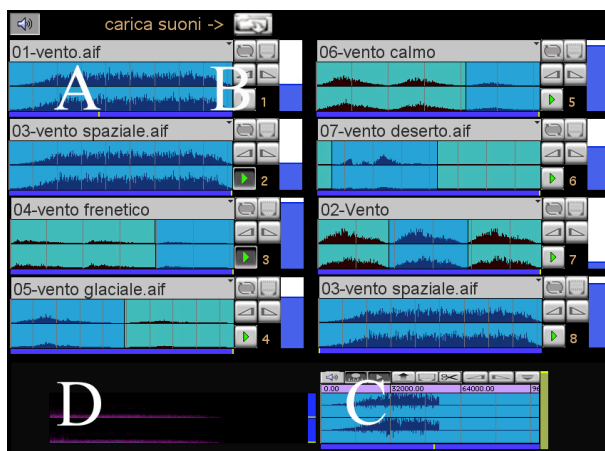 carica suoni ->
01-vento.aif
A
B
1
03-vento spaziale.aif
2
04-vento frenetico
3
05-vento glaciale.aif
4
06-vento calmo
5
07-vento deserto.aif
6
02-Vento
7
03-vento spaziale.aif
8
D
C
0.00 32000.00 64000.00 96